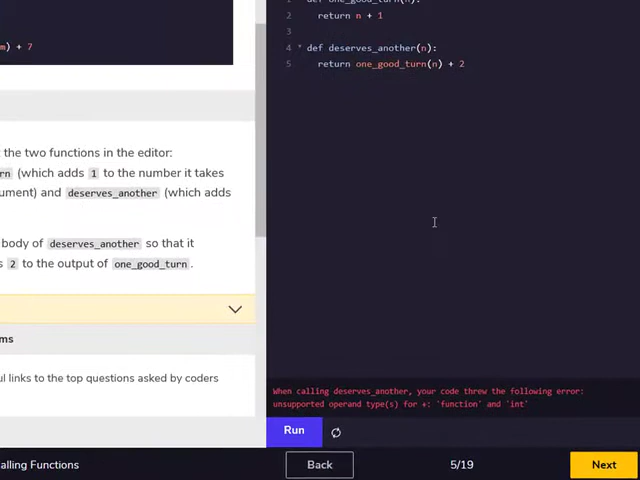 m) + 7
the two functions in the editor:
rn (which adds 1 to the number it takes
ument) and deserves_another (which adds
body of deserves_another so that it
s 2 to the output of one_good_turn.
ms
ul links to the top questions asked by coders
1 def one_good_turn(n):
2 return n + 1
3
4 def deserves_another(n):
5 return one_good_turn(n) + 2
When calling deserves_another, your code threw the following error:
unsupported operand type(s) for +: 'function' and 'int'
Run
alling Functions
Back
5/19
Next